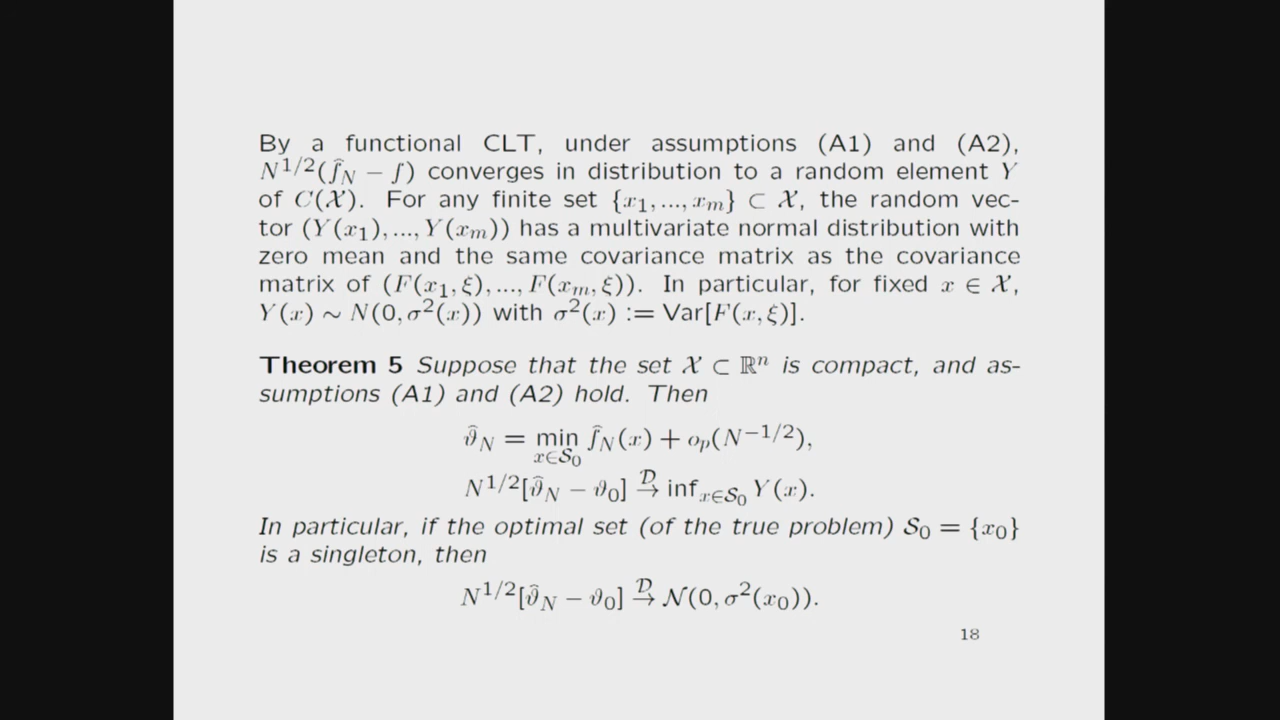 By a functional CLT, under assumptions (A1) and (A2),
N^{1/2}(f̂_N − f) converges in distribution to a random element Y
of C(𝒳). For any finite set {x_1, ..., x_m} ⊂ 𝒳, the random vec-
tor (Y(x_1), ..., Y(x_m)) has a multivariate normal distribution with
zero mean and the same covariance matrix as the covariance
matrix of (F(x_1, ξ), ..., F(x_m, ξ)). In particular, for fixed x ∈ 𝒳,
Y(x) ∼ N(0, σ²(x)) with σ²(x) := Var[F(x, ξ)].
Theorem 5 Suppose that the set 𝒳 ⊂ ℝⁿ is compact, and as-
sumptions (A1) and (A2) hold. Then
ϑ̂_N = min_{x∈𝒮_0} f̂_N(x) + o_p(N^{−1/2}),
N^{1/2}[ϑ̂_N − ϑ_0] →^𝒟 inf_{x∈𝒮_0} Y(x).
In particular, if the optimal set (of the true problem) 𝒮_0 = {x_0}
is a singleton, then
N^{1/2}[ϑ̂_N − ϑ_0] →^𝒟 𝒩(0, σ²(x_0)).
18